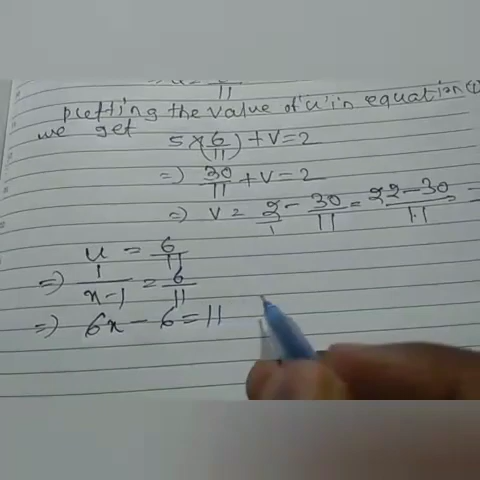 putting the value of 'u' in equation (1)
we get
5 × (6/11) + V = 2
=) 30/11 + V = 2
=) V = 2/1 - 30/11 = 22-30/11 =
u = 6/11
=) 1/x-1 = 6/11
=) 6x - 6 = 11